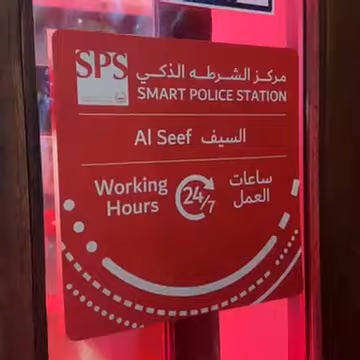 SPS
مركز الشرطه الذكي
SMART POLICE STATION
Al Seef السيف
Working Hours
24/7
ساعات العمل